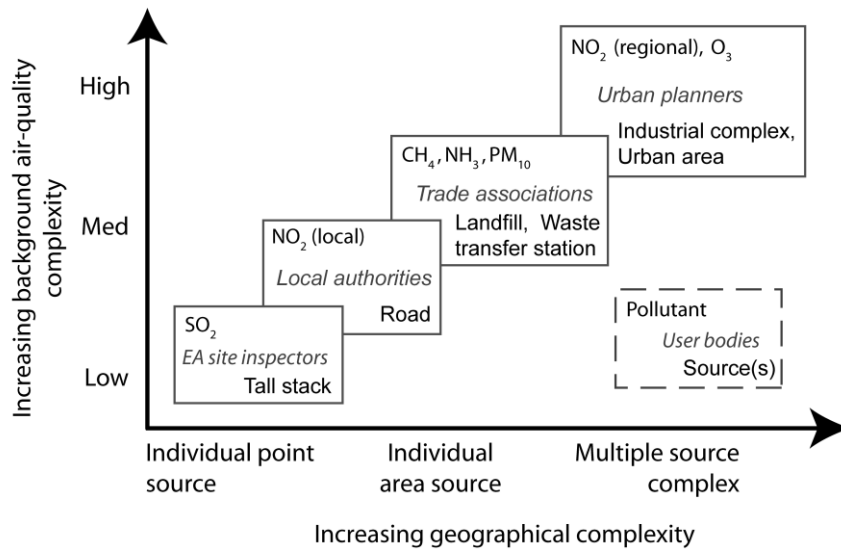 Increasing background air-quality
complexity
High
Med
Low
NO₂ (regional), O₃
Urban planners
Industrial complex,
Urban area
CH₄, NH₃, PM₁₀
Trade associations
Landfill, Waste
transfer station
NO₂ (local)
Local authorities
Road
SO₂
EA site inspectors
Tall stack
Pollutant
User bodies
Source(s)
Individual point
source
Individual
area source
Multiple source
complex
Increasing geographical complexity